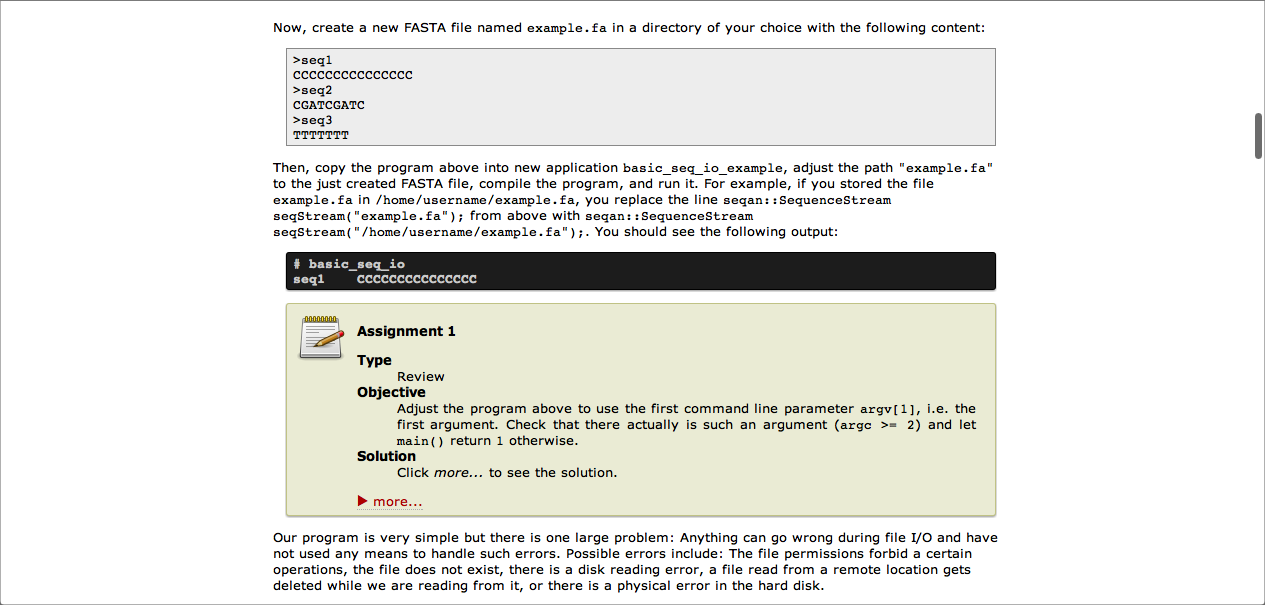 Now, create a new FASTA file named example.fa in a directory of your choice with the following content:
>seq1
CCCCCCCCCCCCCCC
>seq2
CGATCGATC
>seq3
TTTTTTT
Then, copy the program above into new application basic_seq_io_example, adjust the path "example.fa"
to the just created FASTA file, compile the program, and run it. For example, if you stored the file
example.fa in /home/username/example.fa, you replace the line seqan::SequenceStream
seqStream("example.fa"); from above with seqan::SequenceStream
seqStream("/home/username/example.fa");. You should see the following output:
# basic_seq_io
seq1    CCCCCCCCCCCCCCC
Assignment 1
Type
Review
Objective
Adjust the program above to use the first command line parameter argv[1], i.e. the
first argument. Check that there actually is such an argument (argc >= 2) and let
main() return 1 otherwise.
Solution
Click more... to see the solution.
more...
Our program is very simple but there is one large problem: Anything can go wrong during file I/O and have
not used any means to handle such errors. Possible errors include: The file permissions forbid a certain
operations, the file does not exist, there is a disk reading error, a file read from a remote location gets
deleted while we are reading from it, or there is a physical error in the hard disk.